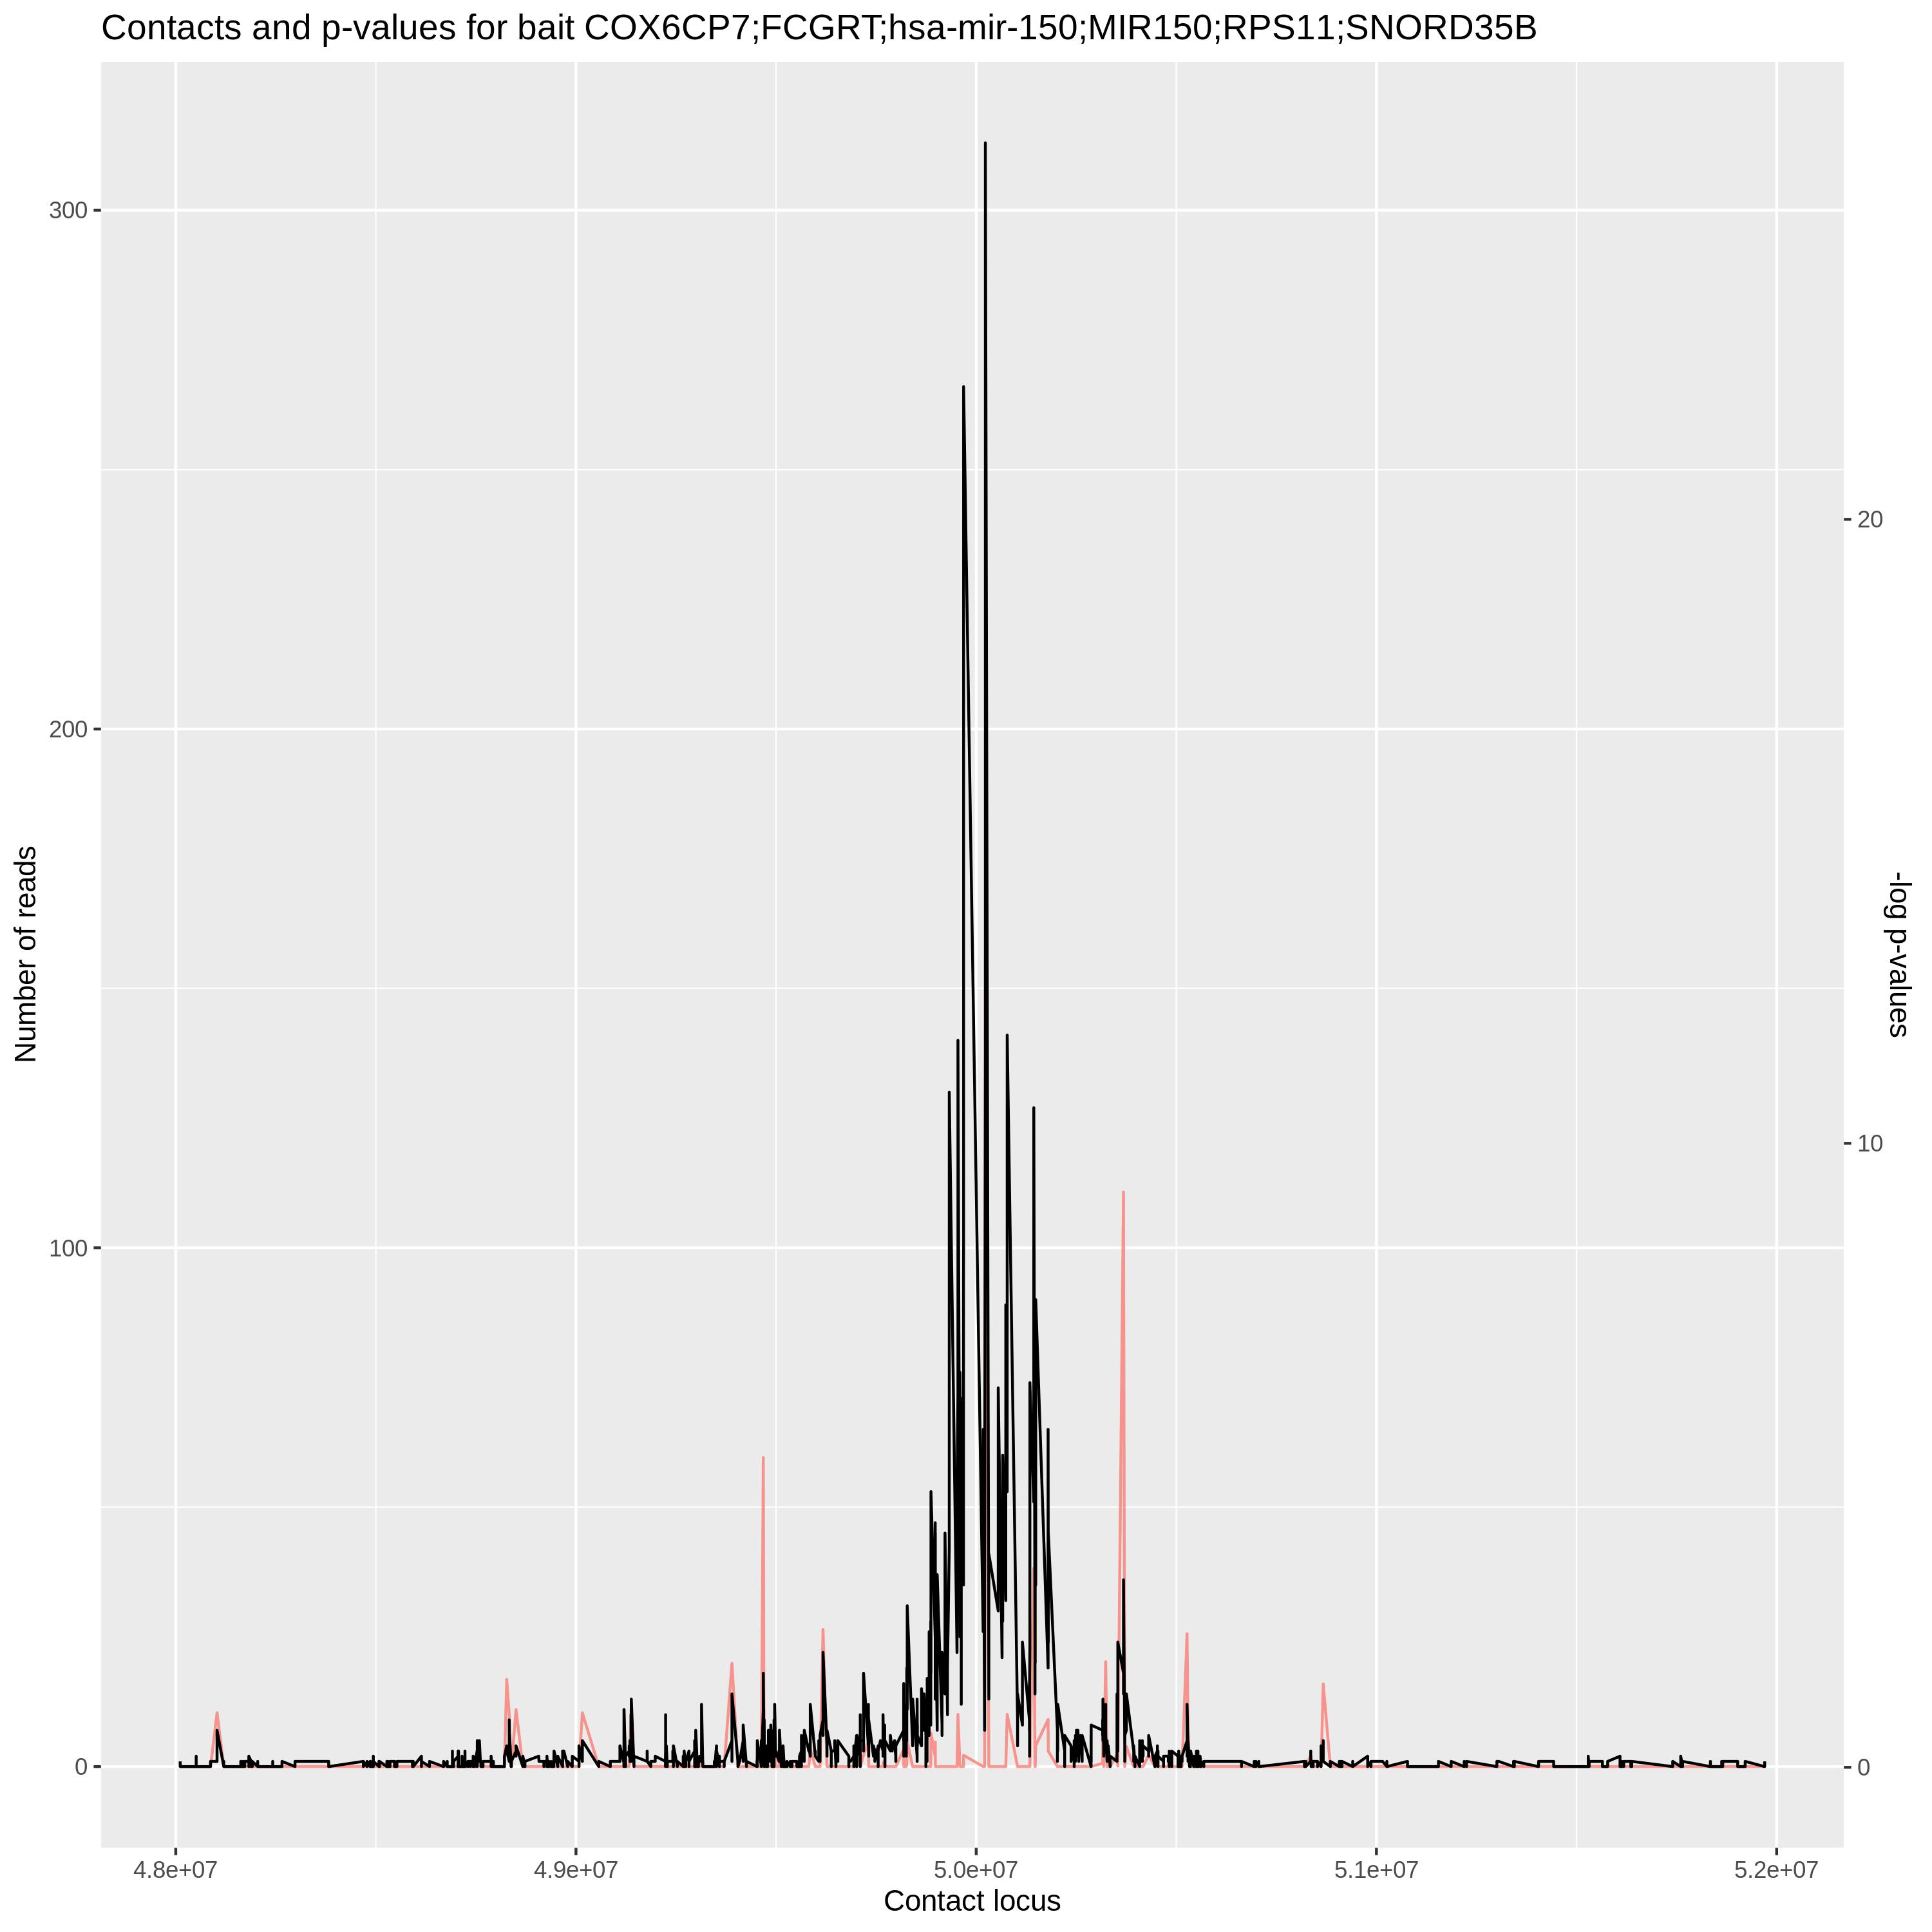 Contacts and p-values for bait COX6CP7;FCGRT;hsa-mir-150;MIR150;RPS11;SNORD35B
300
200
100
0
Number of reads
20
10
0
-log p-values
4.8e+07
4.9e+07
5.0e+07
5.1e+07
5.2e+07
Contact locus